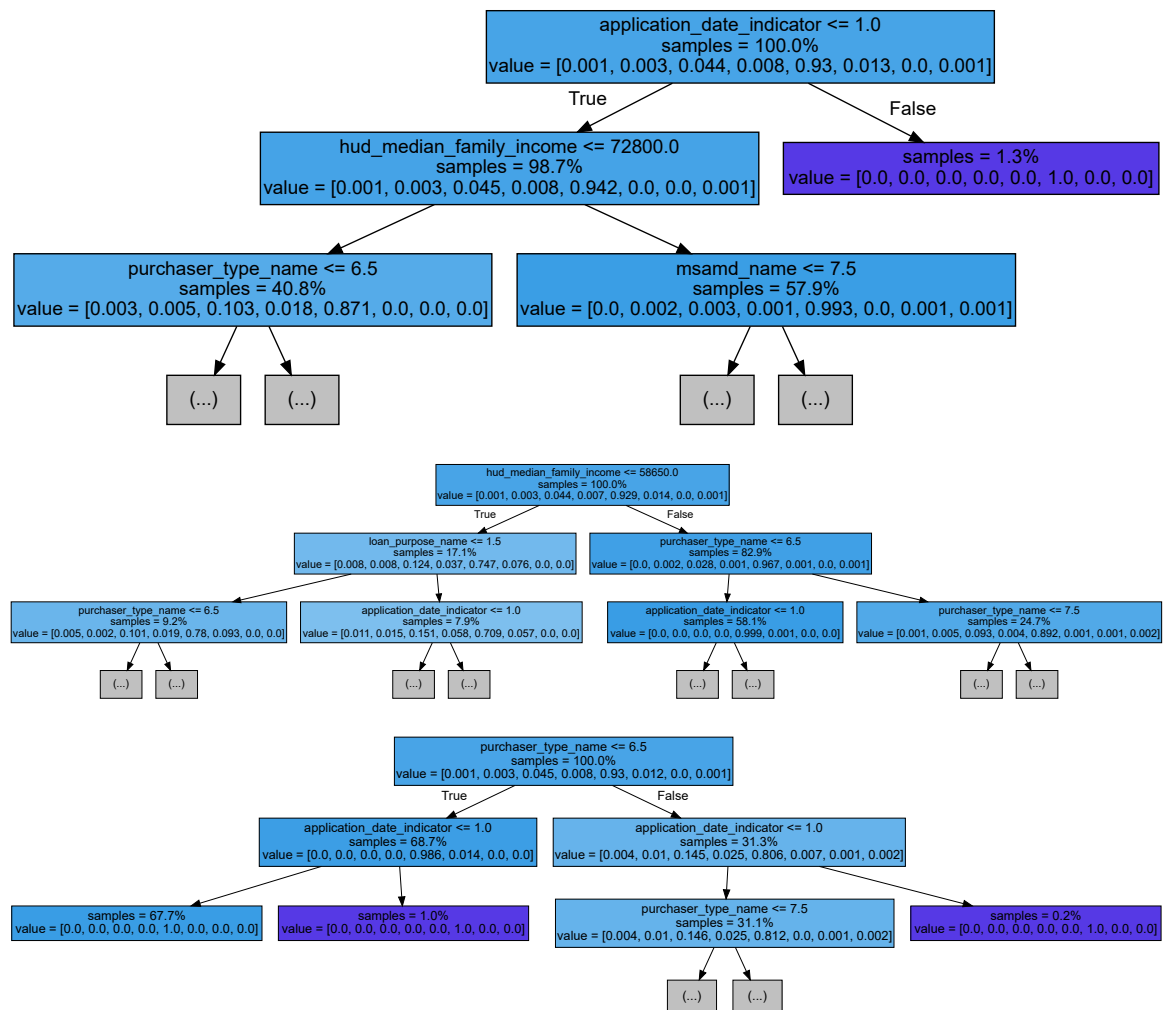 application_date_indicator <= 1.0
samples = 100.0%
value = [0.001, 0.003, 0.044, 0.008, 0.93, 0.013, 0.0, 0.001]
True
False
hud_median_family_income <= 72800.0
samples = 98.7%
value = [0.001, 0.003, 0.045, 0.008, 0.942, 0.0, 0.0, 0.001]
samples = 1.3%
value = [0.0, 0.0, 0.0, 0.0, 0.0, 1.0, 0.0, 0.0]
purchaser_type_name <= 6.5
samples = 40.8%
value = [0.003, 0.005, 0.103, 0.018, 0.871, 0.0, 0.0, 0.0]
msamd_name <= 7.5
samples = 57.9%
value = [0.0, 0.002, 0.003, 0.001, 0.993, 0.0, 0.001, 0.001]
(...)
(...)
(...)
(...)
hud_median_family_income <= 58650.0
samples = 100.0%
value = [0.001, 0.003, 0.044, 0.007, 0.929, 0.014, 0.0, 0.001]
True
False
loan_purpose_name <= 1.5
samples = 17.1%
value = [0.008, 0.008, 0.124, 0.037, 0.747, 0.076, 0.0, 0.0]
purchaser_type_name <= 6.5
samples = 82.9%
value = [0.0, 0.002, 0.028, 0.001, 0.967, 0.001, 0.0, 0.001]
purchaser_type_name <= 6.5
samples = 9.2%
value = [0.005, 0.002, 0.101, 0.019, 0.78, 0.093, 0.0, 0.0]
application_date_indicator <= 1.0
samples = 7.9%
value = [0.011, 0.015, 0.151, 0.058, 0.709, 0.057, 0.0, 0.0]
application_date_indicator <= 1.0
samples = 58.1%
value = [0.0, 0.0, 0.0, 0.0, 0.999, 0.001, 0.0, 0.0]
purchaser_type_name <= 7.5
samples = 24.7%
value = [0.001, 0.005, 0.093, 0.004, 0.892, 0.001, 0.001, 0.002]
(...)
(...)
(...)
(...)
(...)
(...)
(...)
(...)
purchaser_type_name <= 6.5
samples = 100.0%
value = [0.001, 0.003, 0.045, 0.008, 0.93, 0.012, 0.0, 0.001]
True
False
application_date_indicator <= 1.0
samples = 68.7%
value = [0.0, 0.0, 0.0, 0.0, 0.986, 0.014, 0.0, 0.0]
application_date_indicator <= 1.0
samples = 31.3%
value = [0.004, 0.01, 0.145, 0.025, 0.806, 0.007, 0.001, 0.002]
samples = 67.7%
value = [0.0, 0.0, 0.0, 0.0, 1.0, 0.0, 0.0, 0.0]
samples = 1.0%
value = [0.0, 0.0, 0.0, 0.0, 0.0, 1.0, 0.0, 0.0]
purchaser_type_name <= 7.5
samples = 31.1%
value = [0.004, 0.01, 0.146, 0.025, 0.812, 0.0, 0.001, 0.002]
samples = 0.2%
value = [0.0, 0.0, 0.0, 0.0, 0.0, 1.0, 0.0, 0.0]
(...)
(...)